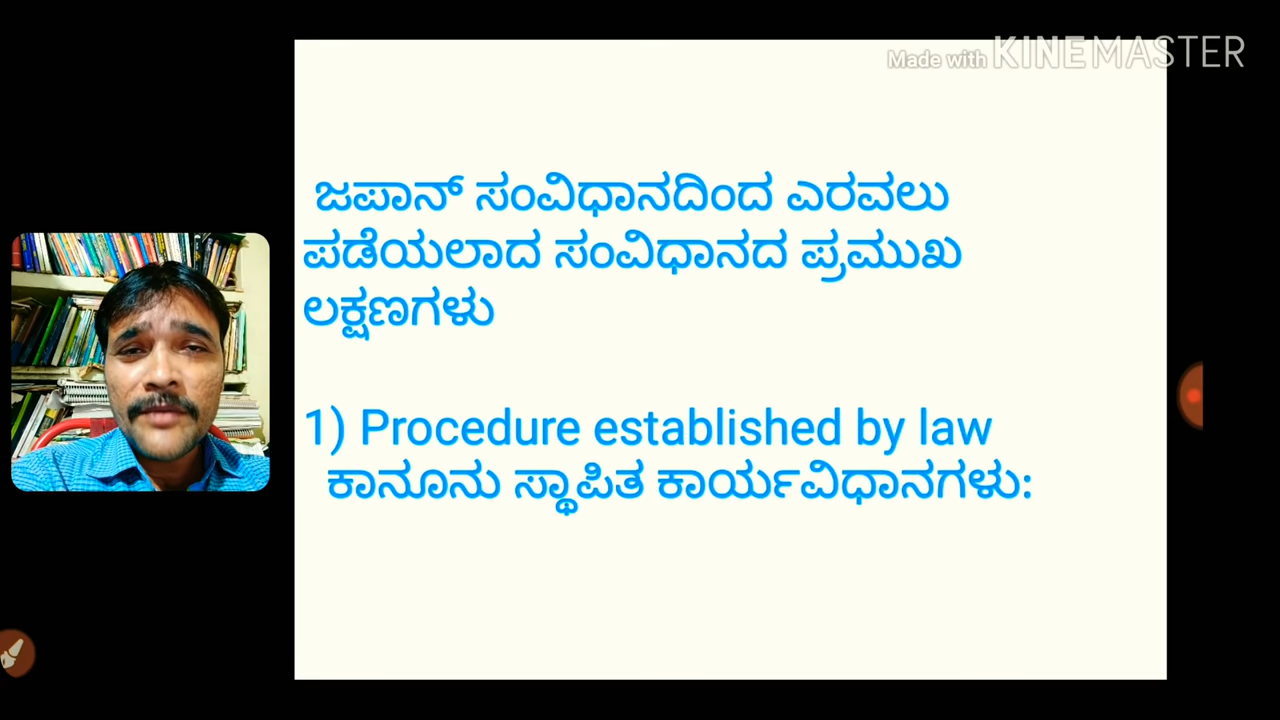 Made with KINEMASTER
ಜಪಾನ್ ಸಂವಿಧಾನದಿಂದ ಎರವಲು
ಪಡೆಯಲಾದ ಸಂವಿಧಾನದ ಪ್ರಮುಖ
ಲಕ್ಷಣಗಳು
1) Procedure established by law
ಕಾನೂನು ಸ್ಥಾಪಿತ ಕಾರ್ಯವಿಧಾನಗಳು: